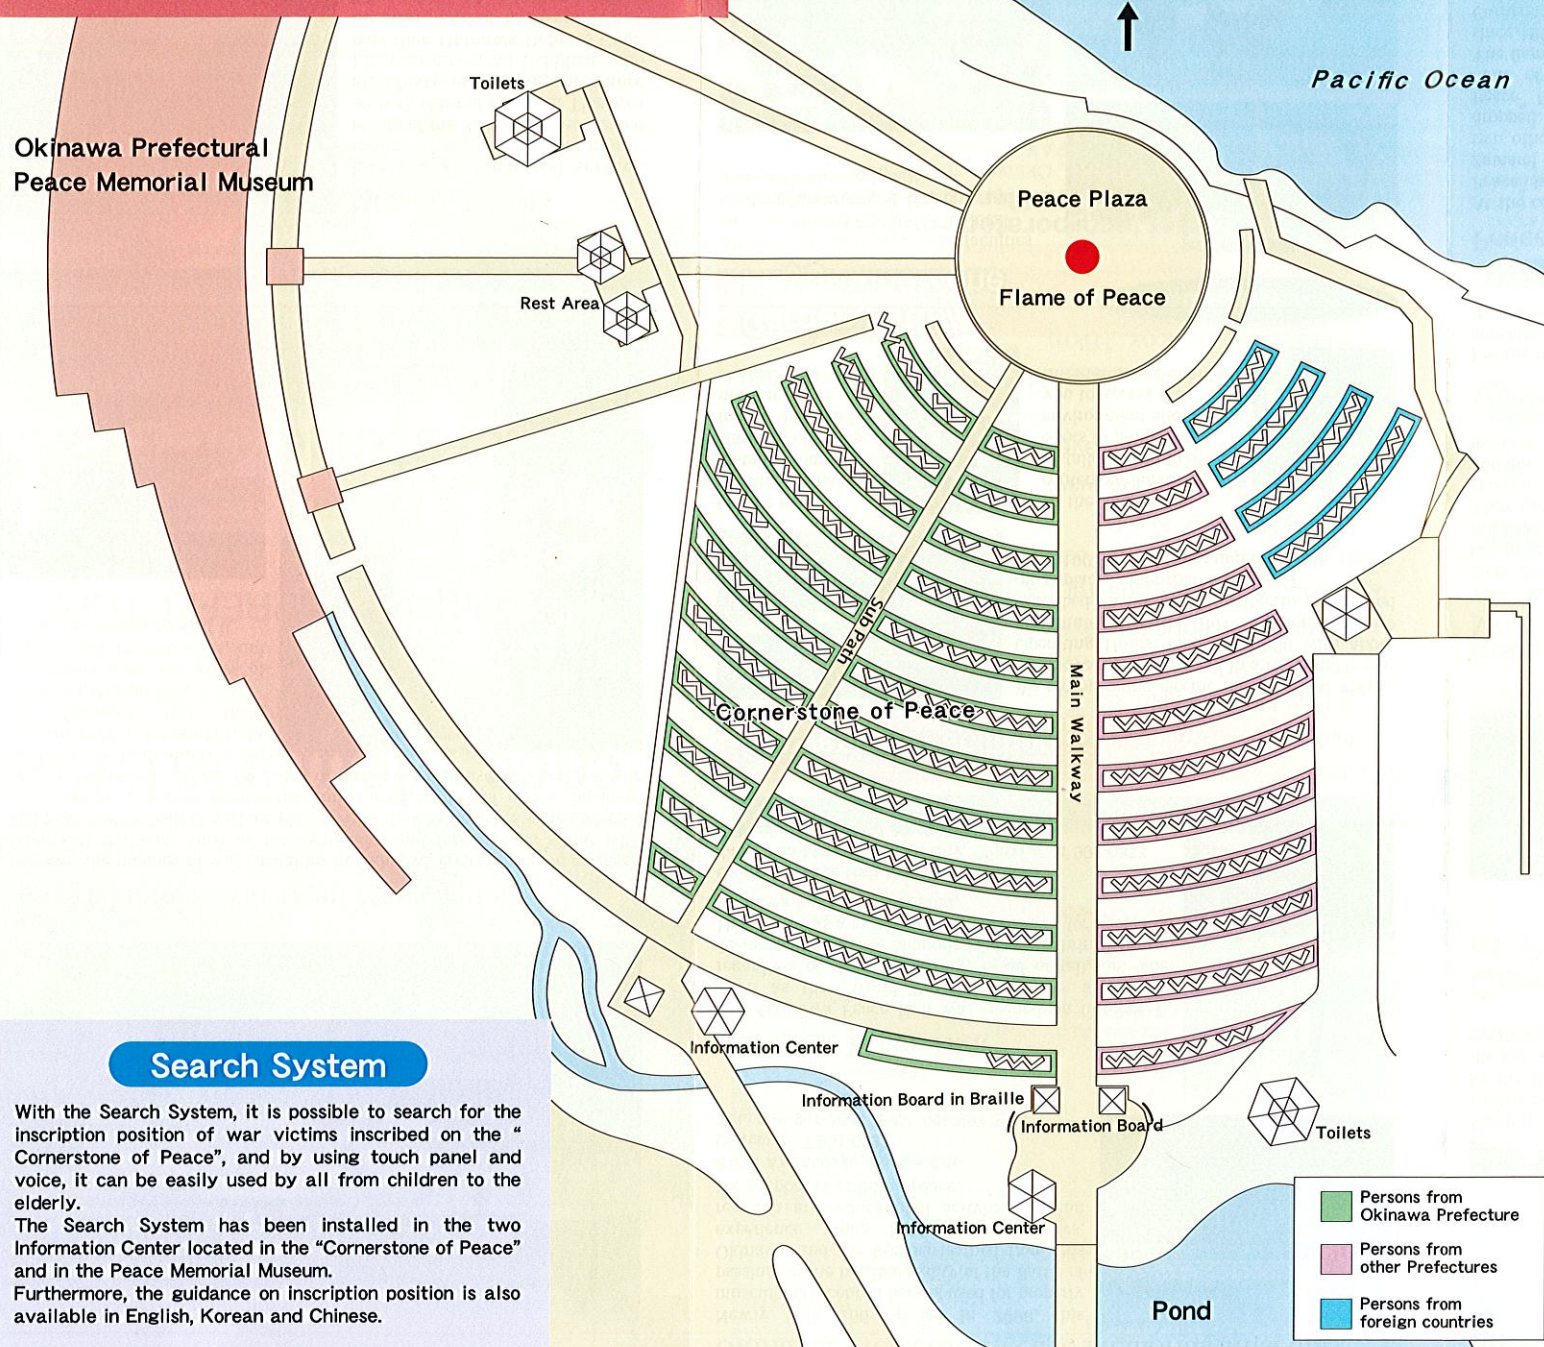 Pacific Ocean
Toilets
Okinawa Prefectural
Peace Memorial Museum
Peace Plaza
Flame of Peace
Rest Area
Sub Path
Main Walkway
Cornerstone of Peace
Information Center
Information Board in Braille
Information Board
Toilets
Information Center
Pond
Search System
With the Search System, it is possible to search for the
inscription position of war victims inscribed on the “
Cornerstone of Peace”, and by using touch panel and
voice, it can be easily used by all from children to the
elderly.
The Search System has been installed in the two
Information Center located in the “Cornerstone of Peace”
and in the Peace Memorial Museum.
Furthermore, the guidance on inscription position is also
available in English, Korean and Chinese.
Persons from
Okinawa Prefecture
Persons from
other Prefectures
Persons from
foreign countries